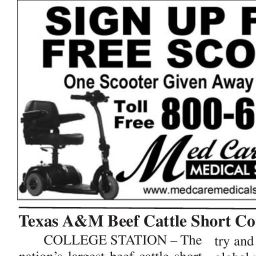 SIGN UP F
FREE SCO
One Scooter Given Away
Toll Free 800-6
Med Car
MEDICAL S
www.medcaremedicals
Texas A&M Beef Cattle Short Co
COLLEGE STATION – The
try and
nation's largest beef cattle short